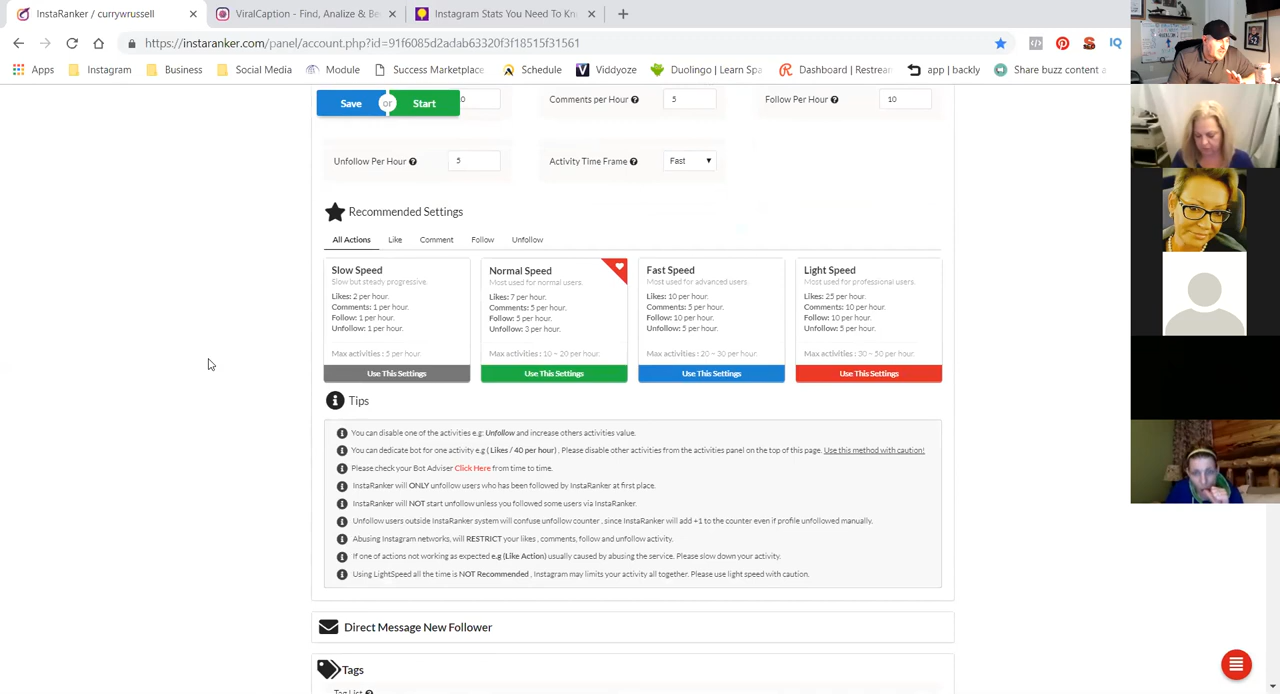 InstaRanker / currywrussell
ViralCaption - Find, Analize & Be
Instagram Stats You Need To Kn
https://instaranker.com/panel/account.php?id=91f6085d2adab63320f3f18515f31561
Apps Instagram Business Social Media Module Success Marketplace Schedule Viddyoze Duolingo | Learn Spa Dashboard | Restrea app | backly Share buzz content a
IQ
Save or Start 0 Comments per Hour 5 Follow Per Hour 10
Unfollow Per Hour 5 Activity Time Frame Fast
Recommended Settings
All Actions Like Comment Follow Unfollow
Slow Speed
Slow but steady progressive.
Likes: 2 per hour.
Comments: 1 per hour.
Follow: 1 per hour.
Unfollow: 1 per hour.
Max activities : 5 per hour.
Use This Settings
Normal Speed
Most used for normal users.
Likes: 7 per hour.
Comments: 5 per hour.
Follow: 5 per hour.
Unfollow: 3 per hour.
Max activities : 10 – 20 per hour.
Use This Settings
Fast Speed
Most used for advanced users.
Likes: 10 per hour.
Comments: 5 per hour.
Follow: 10 per hour.
Unfollow: 5 per hour.
Max activities : 20 – 30 per hour.
Use This Settings
Light Speed
Most used for professional users.
Likes: 25 per hour.
Comments: 10 per hour.
Follow: 10 per hour.
Unfollow: 5 per hour.
Max activities : 30 – 50 per hour.
Use This Settings
Tips
You can disable one of the activities e.g: Unfollow and increase others activities value.
You can dedicate bot for one activity e.g ( Likes / 40 per hour) . Please disable other activities from the activities panel on the top of this page. Use this method with caution!
Please check your Bot Adviser Click Here from time to time.
InstaRanker will ONLY unfollow users who has been followed by InstaRanker at first place.
InstaRanker will NOT start unfollow unless you followed some users via InstaRanker.
Unfollow users outside InstaRanker system will confuse unfollow counter , since InstaRanker will add +1 to the counter even if profile unfollowed manually.
Abusing Instagram networks, will RESTRICT your likes , comments, follow and unfollow activity.
If one of actions not working as expected e.g (Like Action) usually caused by abusing the service. Please slow down your activity.
Using LightSpeed all the time is NOT Recommended , Instagram may limits your activity all together. Please use light speed with caution.
Direct Message New Follower
Tags
Tag List